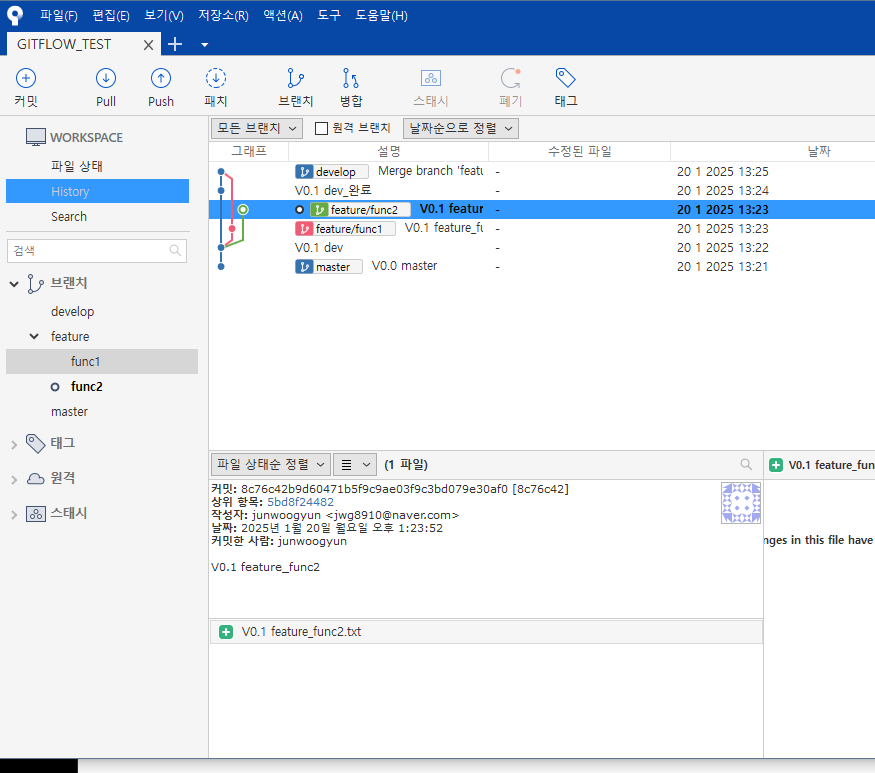 파일(F) 편집(E) 보기(V) 저장소(R) 액션(A) 도구 도움말(H)
GITFLOW_TEST
커밋 Pull Push 패치 브랜치 병합 스태시 폐기 태그
WORKSPACE
파일 상태
History
Search
검색
브랜치
develop
feature
func1
func2
master
태그
원격
스태시
모든 브랜치 원격 브랜치 날짜순으로 정렬
그래프 설명 수정된 파일 날짜
develop Merge branch 'featu - 20 1 2025 13:25
V0.1 dev_완료 - 20 1 2025 13:24
feature/func2 V0.1 featur - 20 1 2025 13:23
feature/func1 V0.1 feature_fu - 20 1 2025 13:23
V0.1 dev - 20 1 2025 13:22
master V0.0 master - 20 1 2025 13:21
파일 상태순 정렬 (1 파일)
커밋: 8c76c42b9d60471b5f9c9ae03f9c3bd079e30af0 [8c76c42]
상위 항목: 5bd8f24482
작성자: junwoogyun <jwg8910@naver.com>
날짜: 2025년 1월 20일 월요일 오후 1:23:52
커밋한 사람: junwoogyun
V0.1 feature_func2
V0.1 feature_func2.txt
V0.1 feature_fun
nges in this file have